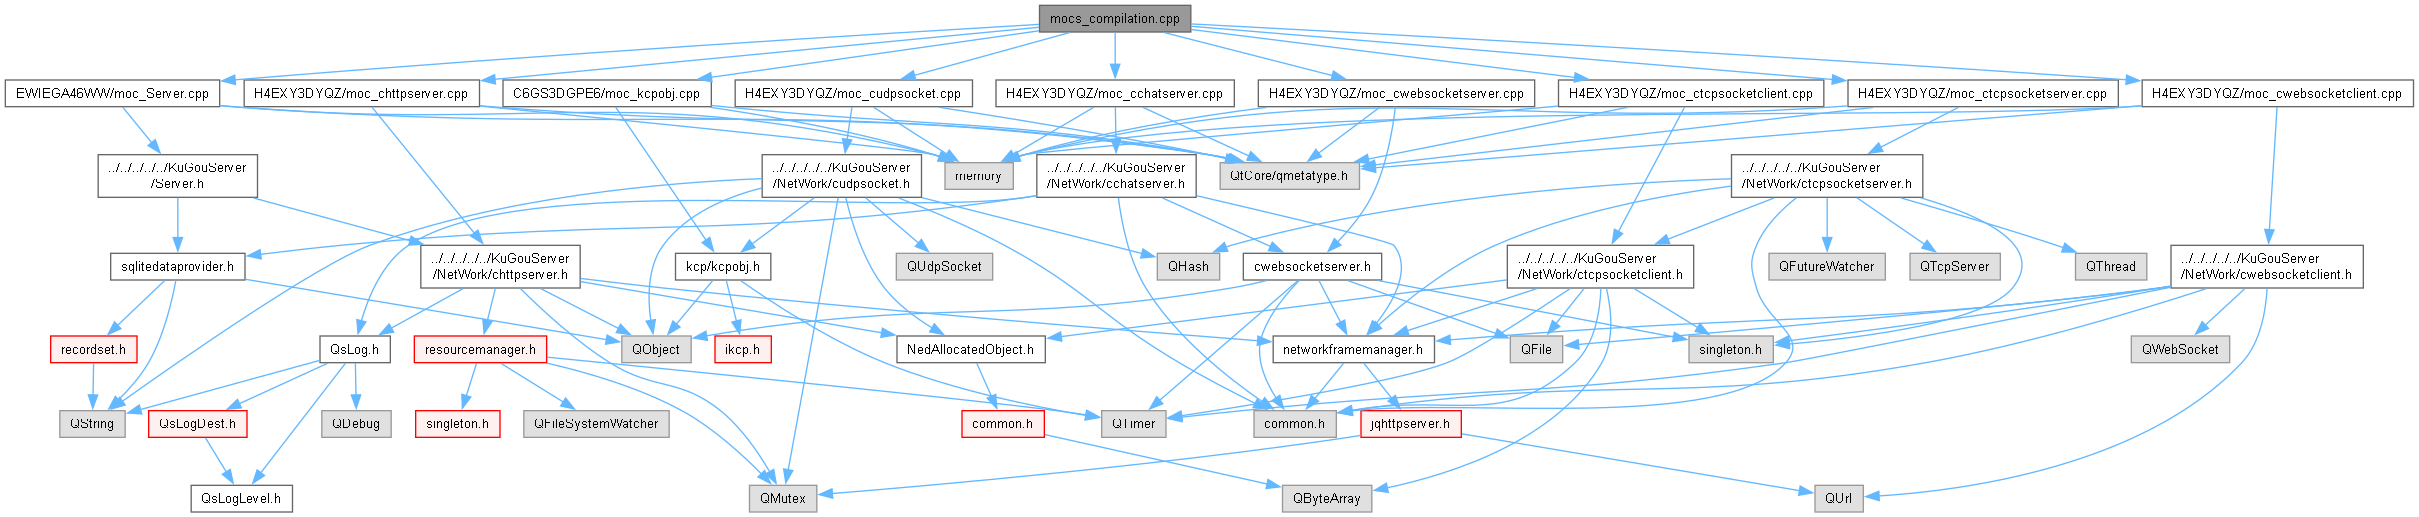 mocs_compilation.cpp
EWIEGA46WW/moc_Server.cpp
H4EXY3DYQZ/moc_chttpserver.cpp
C6GS3DGPE6/moc_kcpobj.cpp
H4EXY3DYQZ/moc_cudpsocket.cpp
H4EXY3DYQZ/moc_cchatserver.cpp
H4EXY3DYQZ/moc_cwebsocketserver.cpp
H4EXY3DYQZ/moc_ctcpsocketclient.cpp
H4EXY3DYQZ/moc_ctcpsocketserver.cpp
H4EXY3DYQZ/moc_cwebsocketclient.cpp
../../../../../KuGouServer
/Server.h
../../../../../KuGouServer
/NetWork/cudpsocket.h
memory
../../../../../KuGouServer
/NetWork/cchatserver.h
QtCore/qmetatype.h
../../../../../KuGouServer
/NetWork/ctcpsocketserver.h
sqlitedataprovider.h
../../../../../KuGouServer
/NetWork/chttpserver.h
kcp/kcpobj.h
QUdpSocket
QHash
cwebsocketserver.h
../../../../../KuGouServer
/NetWork/ctcpsocketclient.h
QFutureWatcher
QTcpServer
QThread
../../../../../KuGouServer
/NetWork/cwebsocketclient.h
recordset.h
QsLog.h
resourcemanager.h
QObject
ikcp.h
NedAllocatedObject.h
networkframemanager.h
QFile
singleton.h
QWebSocket
QString
QsLogDest.h
QDebug
singleton.h
QFileSystemWatcher
common.h
QTimer
common.h
jqhttpserver.h
QsLogLevel.h
QMutex
QByteArray
QUrl